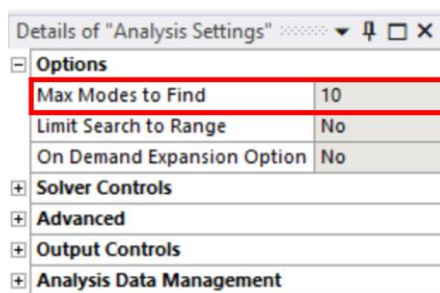 Details of "Analysis Settings"
Options
Max Modes to Find 10
Limit Search to Range No
On Demand Expansion Option No
Solver Controls
Advanced
Output Controls
Analysis Data Management